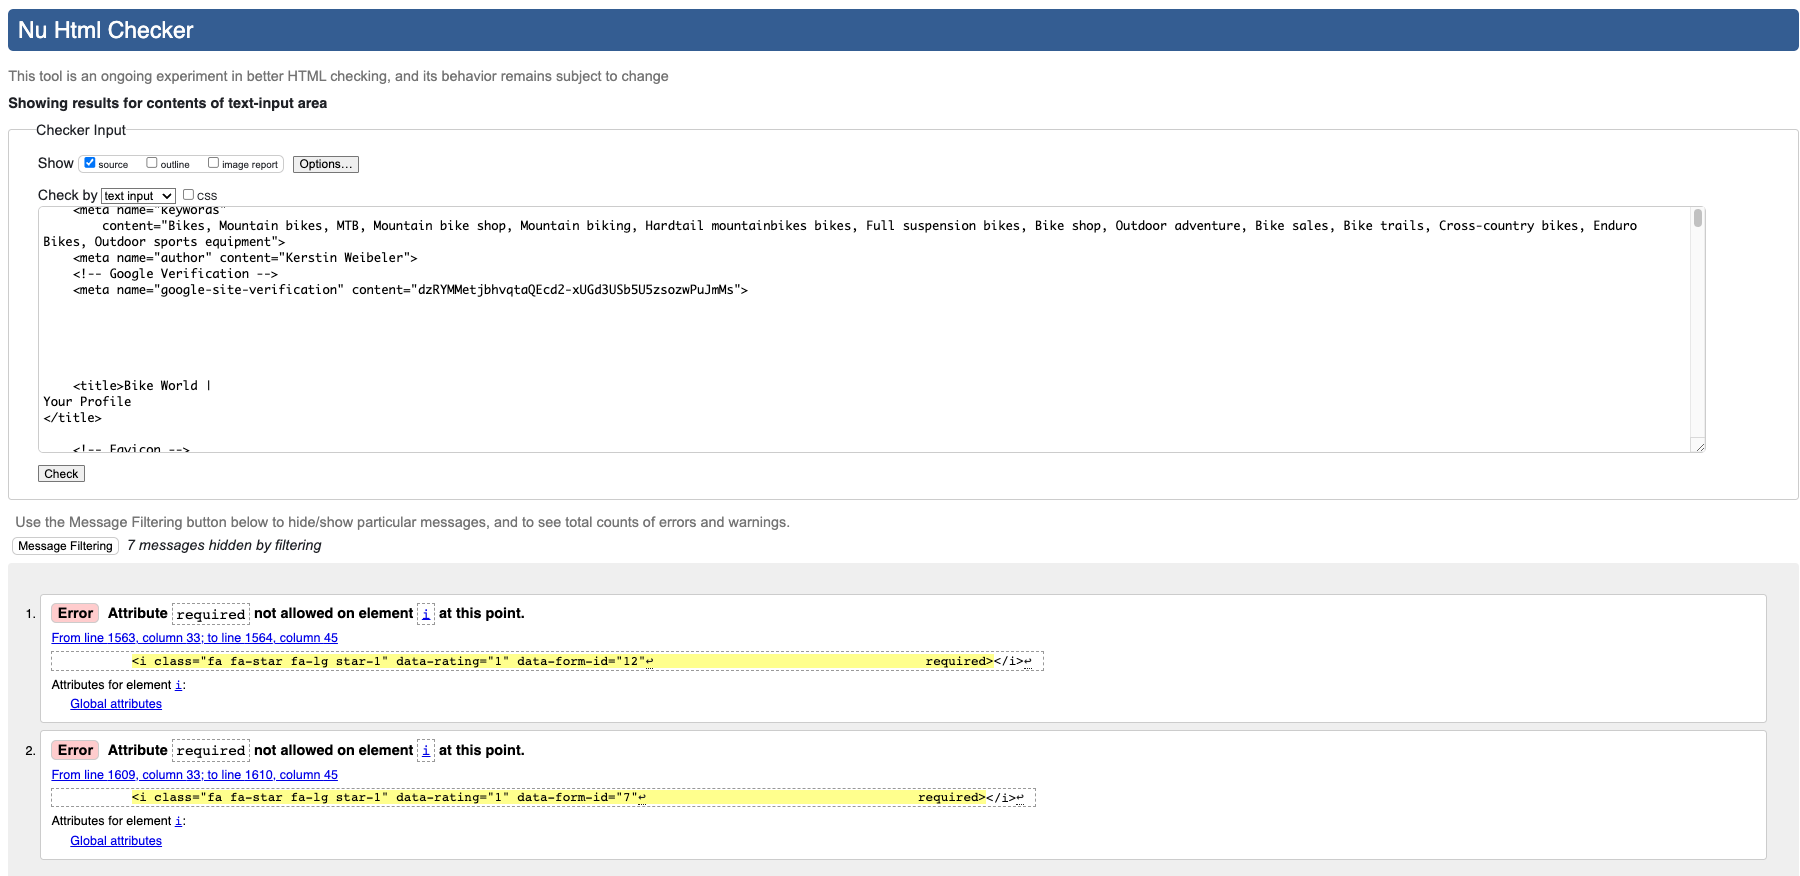 Nu Html Checker
This tool is an ongoing experiment in better HTML checking, and its behavior remains subject to change
Showing results for contents of text-input area
Checker Input
Show source outline image report Options...
Check by text input CSS
<meta name="keywords"
content="Bikes, Mountain bikes, MTB, Mountain bike shop, Mountain biking, Hardtail mountainbikes bikes, Full suspension bikes, Bike shop, Outdoor adventure, Bike sales, Bike trails, Cross-country bikes, Enduro
Bikes, Outdoor sports equipment">
<meta name="author" content="Kerstin Weibeler">
<!-- Google Verification -->
<meta name="google-site-verification" content="dzRYMMetjbhvqtaQEcd2-xUGd3USb5U5zsozwPuJmMs">
<title>Bike World |
Your Profile
</title>
<!-- Favicon -->
Check
Use the Message Filtering button below to hide/show particular messages, and to see total counts of errors and warnings.
Message Filtering 7 messages hidden by filtering
1. Error Attribute required not allowed on element i at this point.
From line 1563, column 33; to line 1564, column 45
<i class="fa fa-star fa-lg star-1" data-rating="1" data-form-id="12"↩ required></i>↩
Attributes for element i:
Global attributes
2. Error Attribute required not allowed on element i at this point.
From line 1609, column 33; to line 1610, column 45
<i class="fa fa-star fa-lg star-1" data-rating="1" data-form-id="7"↩ required></i>↩
Attributes for element i:
Global attributes